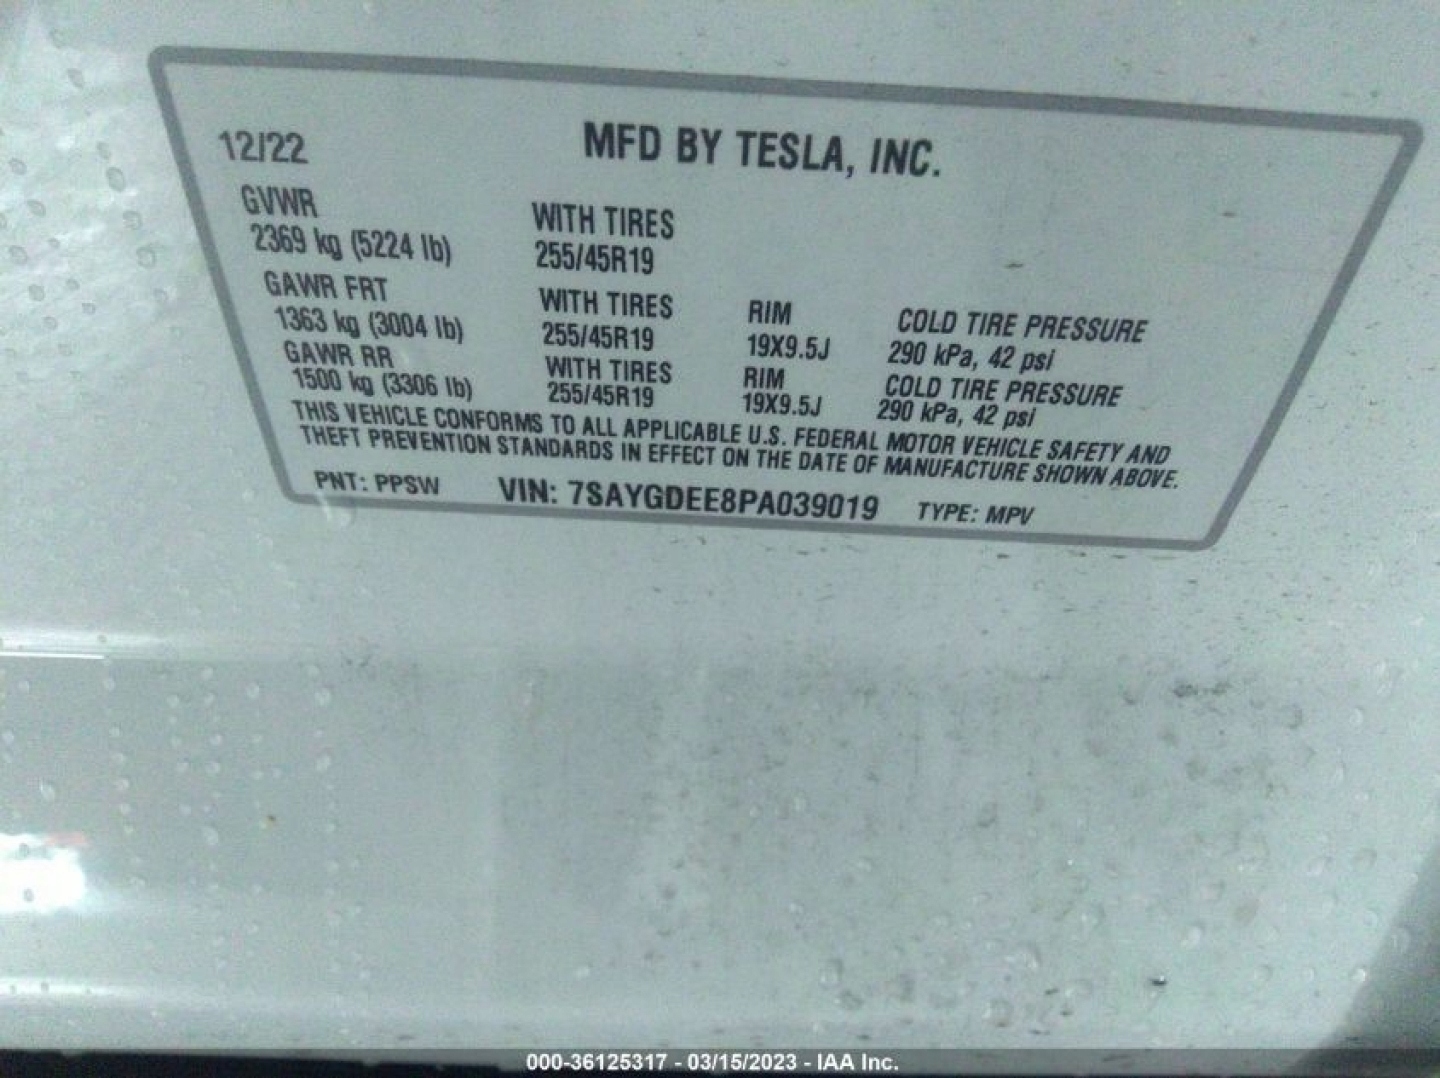 12/22
MFD BY TESLA, INC.
GVWR
2369 kg (5224 lb)
WITH TIRES
255/45R19
GAWR FRT
1363 kg (3004 lb)
WITH TIRES
255/45R19
RIM
19X9.5J
COLD TIRE PRESSURE
290 kPa, 42 psi
GAWR RR
1500 kg (3306 lb)
WITH TIRES
255/45R19
RIM
19X9.5J
COLD TIRE PRESSURE
290 kPa, 42 psi
THIS VEHICLE CONFORMS TO ALL APPLICABLE U.S. FEDERAL MOTOR VEHICLE SAFETY AND
THEFT PREVENTION STANDARDS IN EFFECT ON THE DATE OF MANUFACTURE SHOWN ABOVE.
PNT: PPSW
VIN: 7SAYGDEE8PA039019
TYPE: MPV
000-36125317 - 03/15/2023 - IAA Inc.